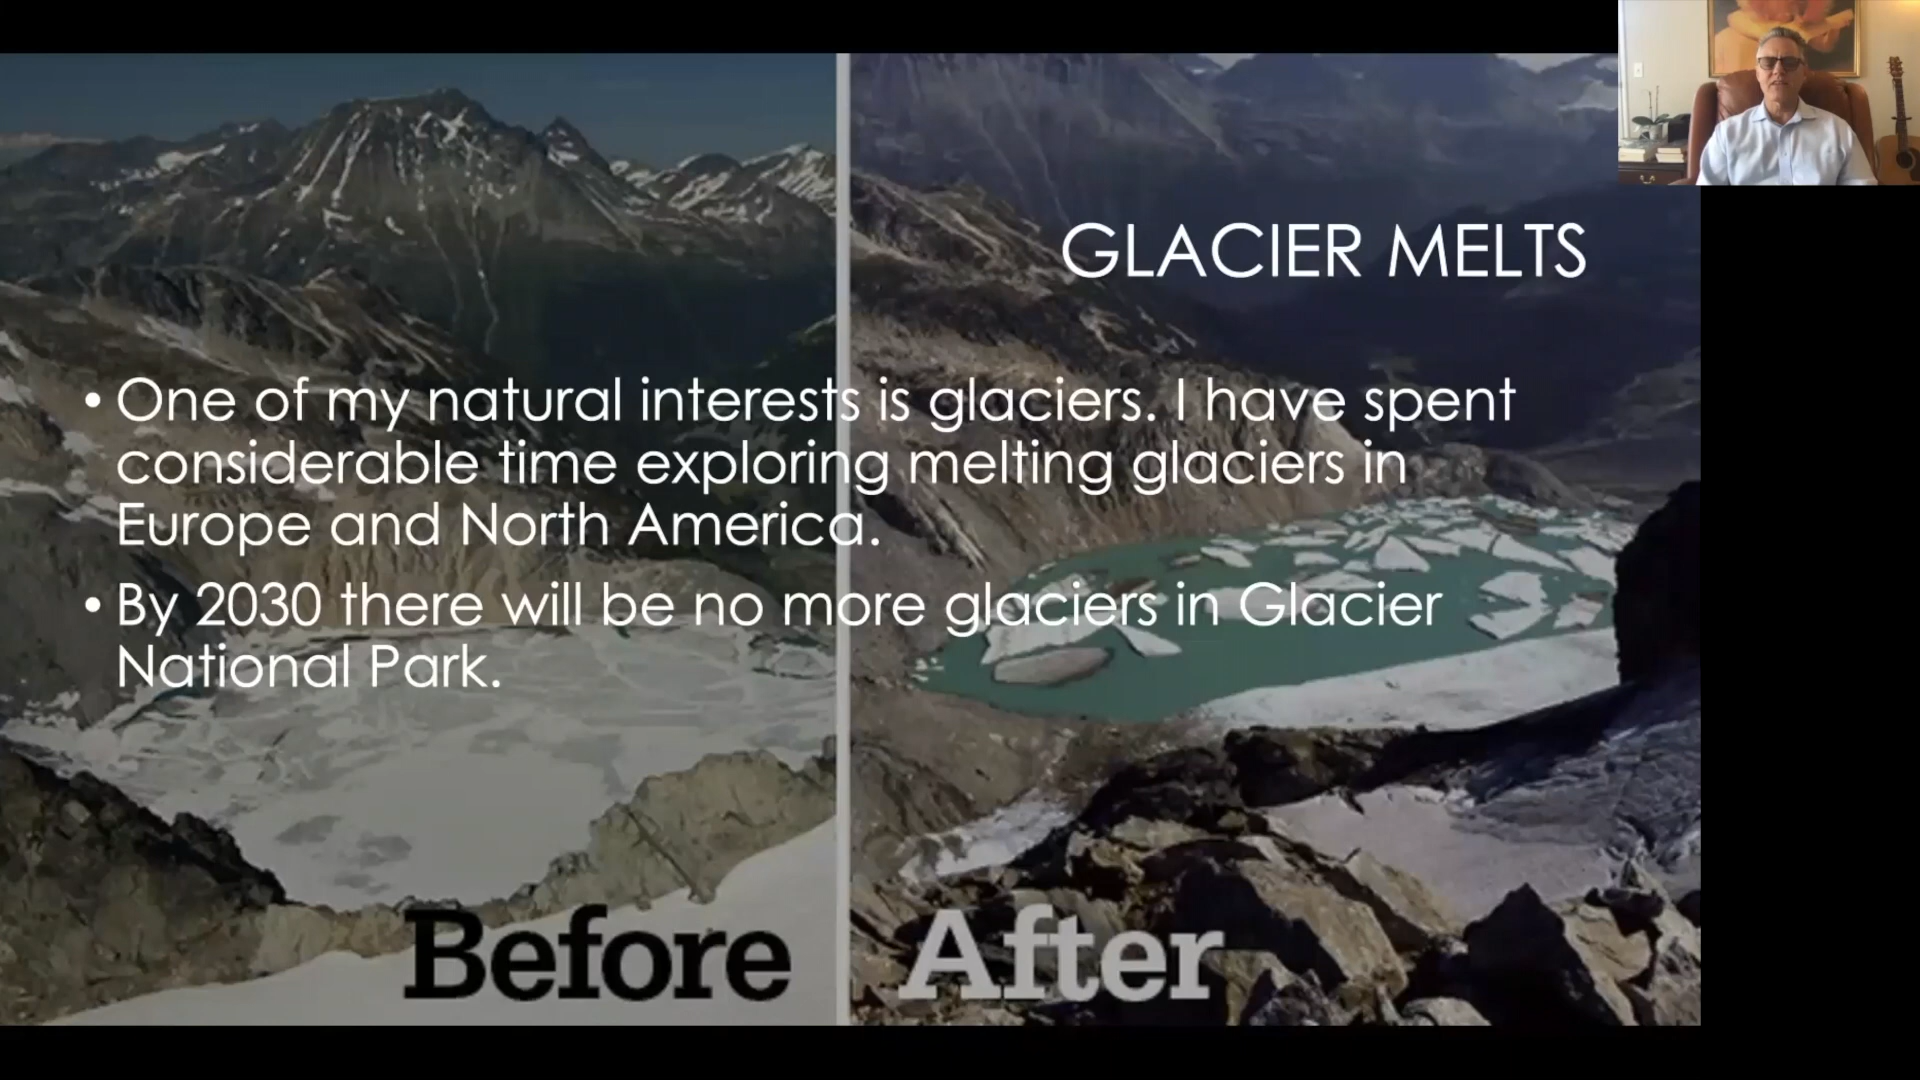 GLACIER MELTS
• One of my natural interests is glaciers. I have spent
considerable time exploring melting glaciers in
Europe and North America.
• By 2030 there will be no more glaciers in Glacier
National Park.
Before
After